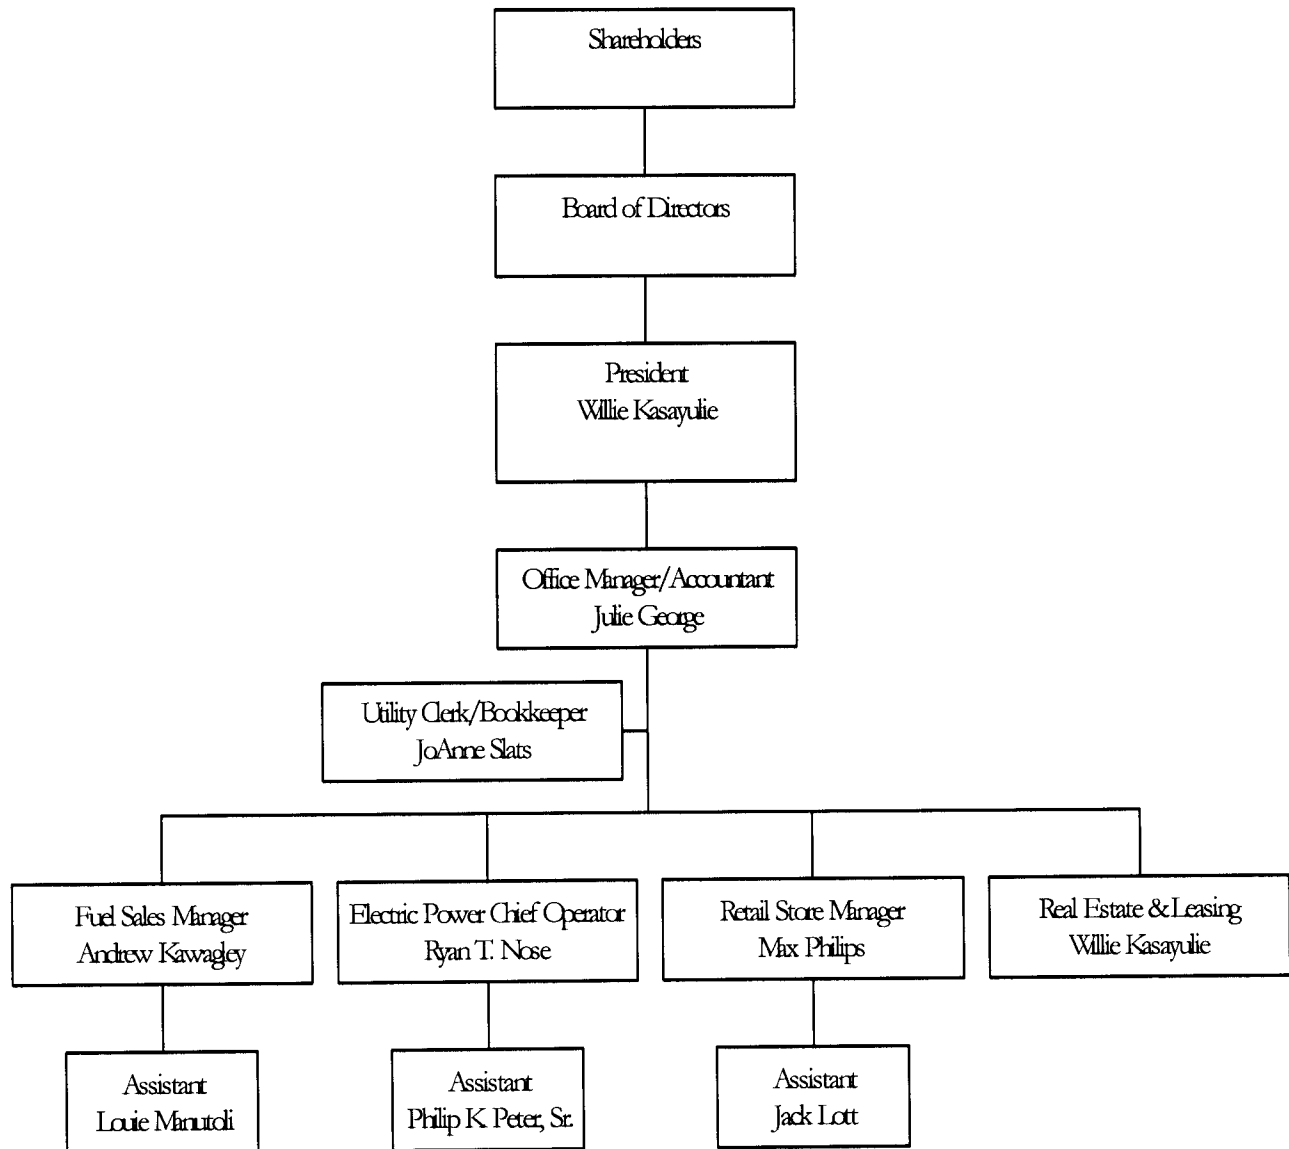 Shareholders
Board of Directors
President
Willie Kasayulie
Office Manager/Accountant
Julie George
Utility Clerk/Bookkeeper
JoAnne Slats
Fuel Sales Manager
Andrew Kawagley
Electric Power Chief Operator
Ryan T. Nose
Retail Store Manager
Max Philips
Real Estate & Leasing
Willie Kasayulie
Assistant
Louie Manutoli
Assistant
Philip K. Peter, Sr.
Assistant
Jack Lott